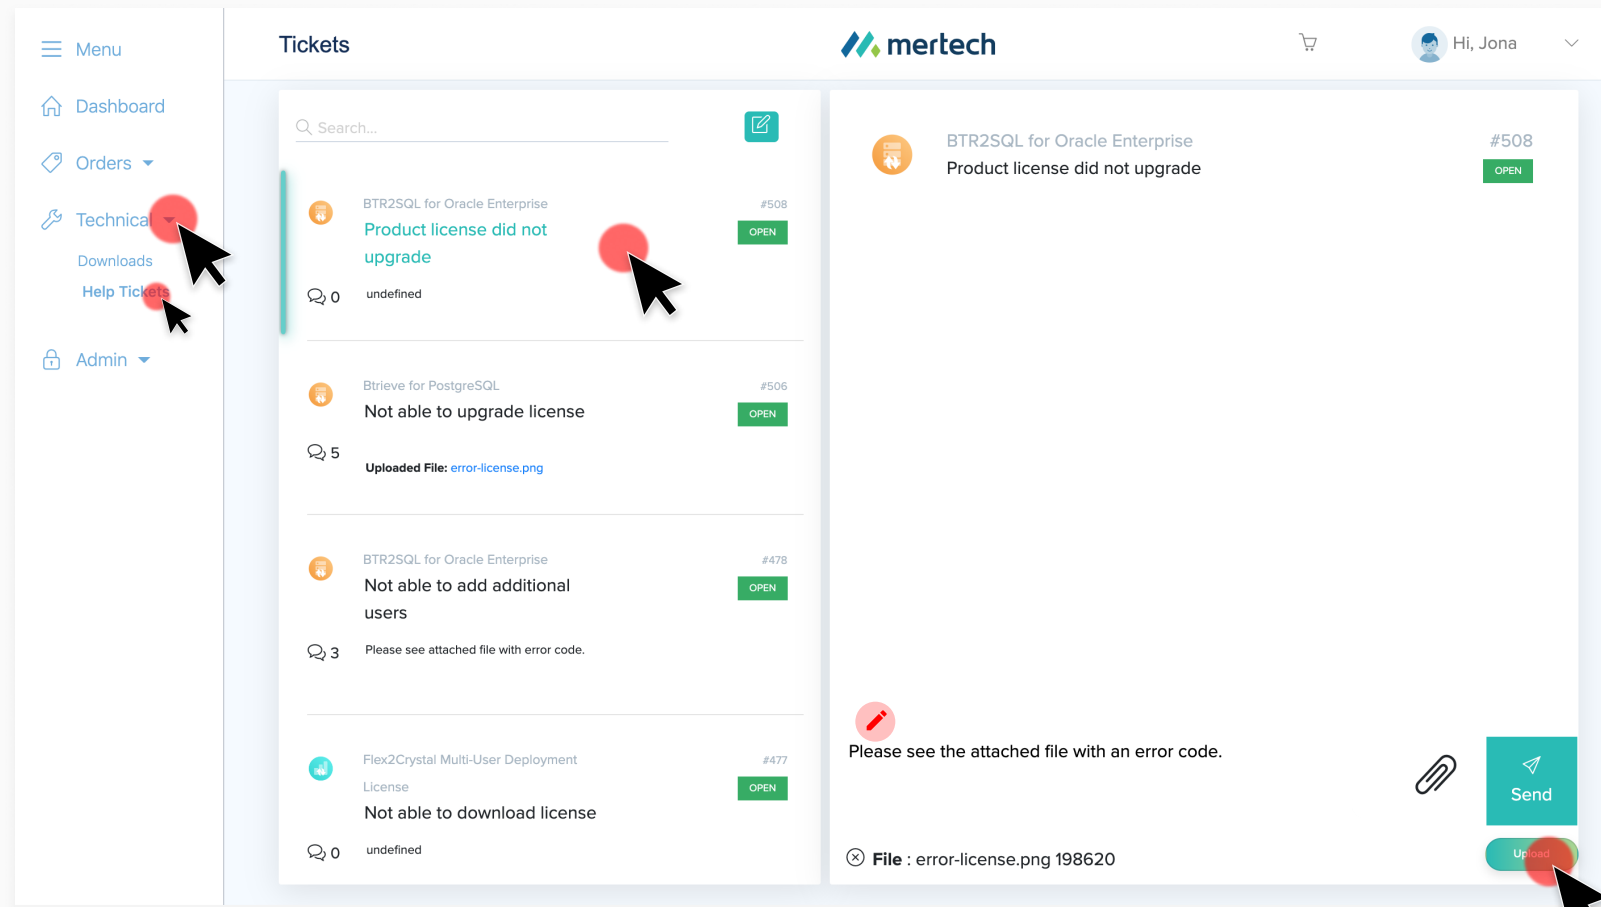 Menu
Dashboard
Orders
Technical
Downloads
Help Tickets
Admin
Tickets
mertech
Hi, Jona
Search...
BTR2SQL for Oracle Enterprise
#508
Product license did not
upgrade
OPEN
0
undefined
Btrieve for PostgreSQL
#506
Not able to upgrade license
OPEN
5
Uploaded File: error-license.png
BTR2SQL for Oracle Enterprise
#478
Not able to add additional
users
OPEN
3
Please see attached file with error code.
Flex2Crystal Multi-User Deployment
License
#477
Not able to download license
OPEN
0
undefined
BTR2SQL for Oracle Enterprise
#508
Product license did not upgrade
OPEN
Please see the attached file with an error code.
Send
File : error-license.png 198620
Upload